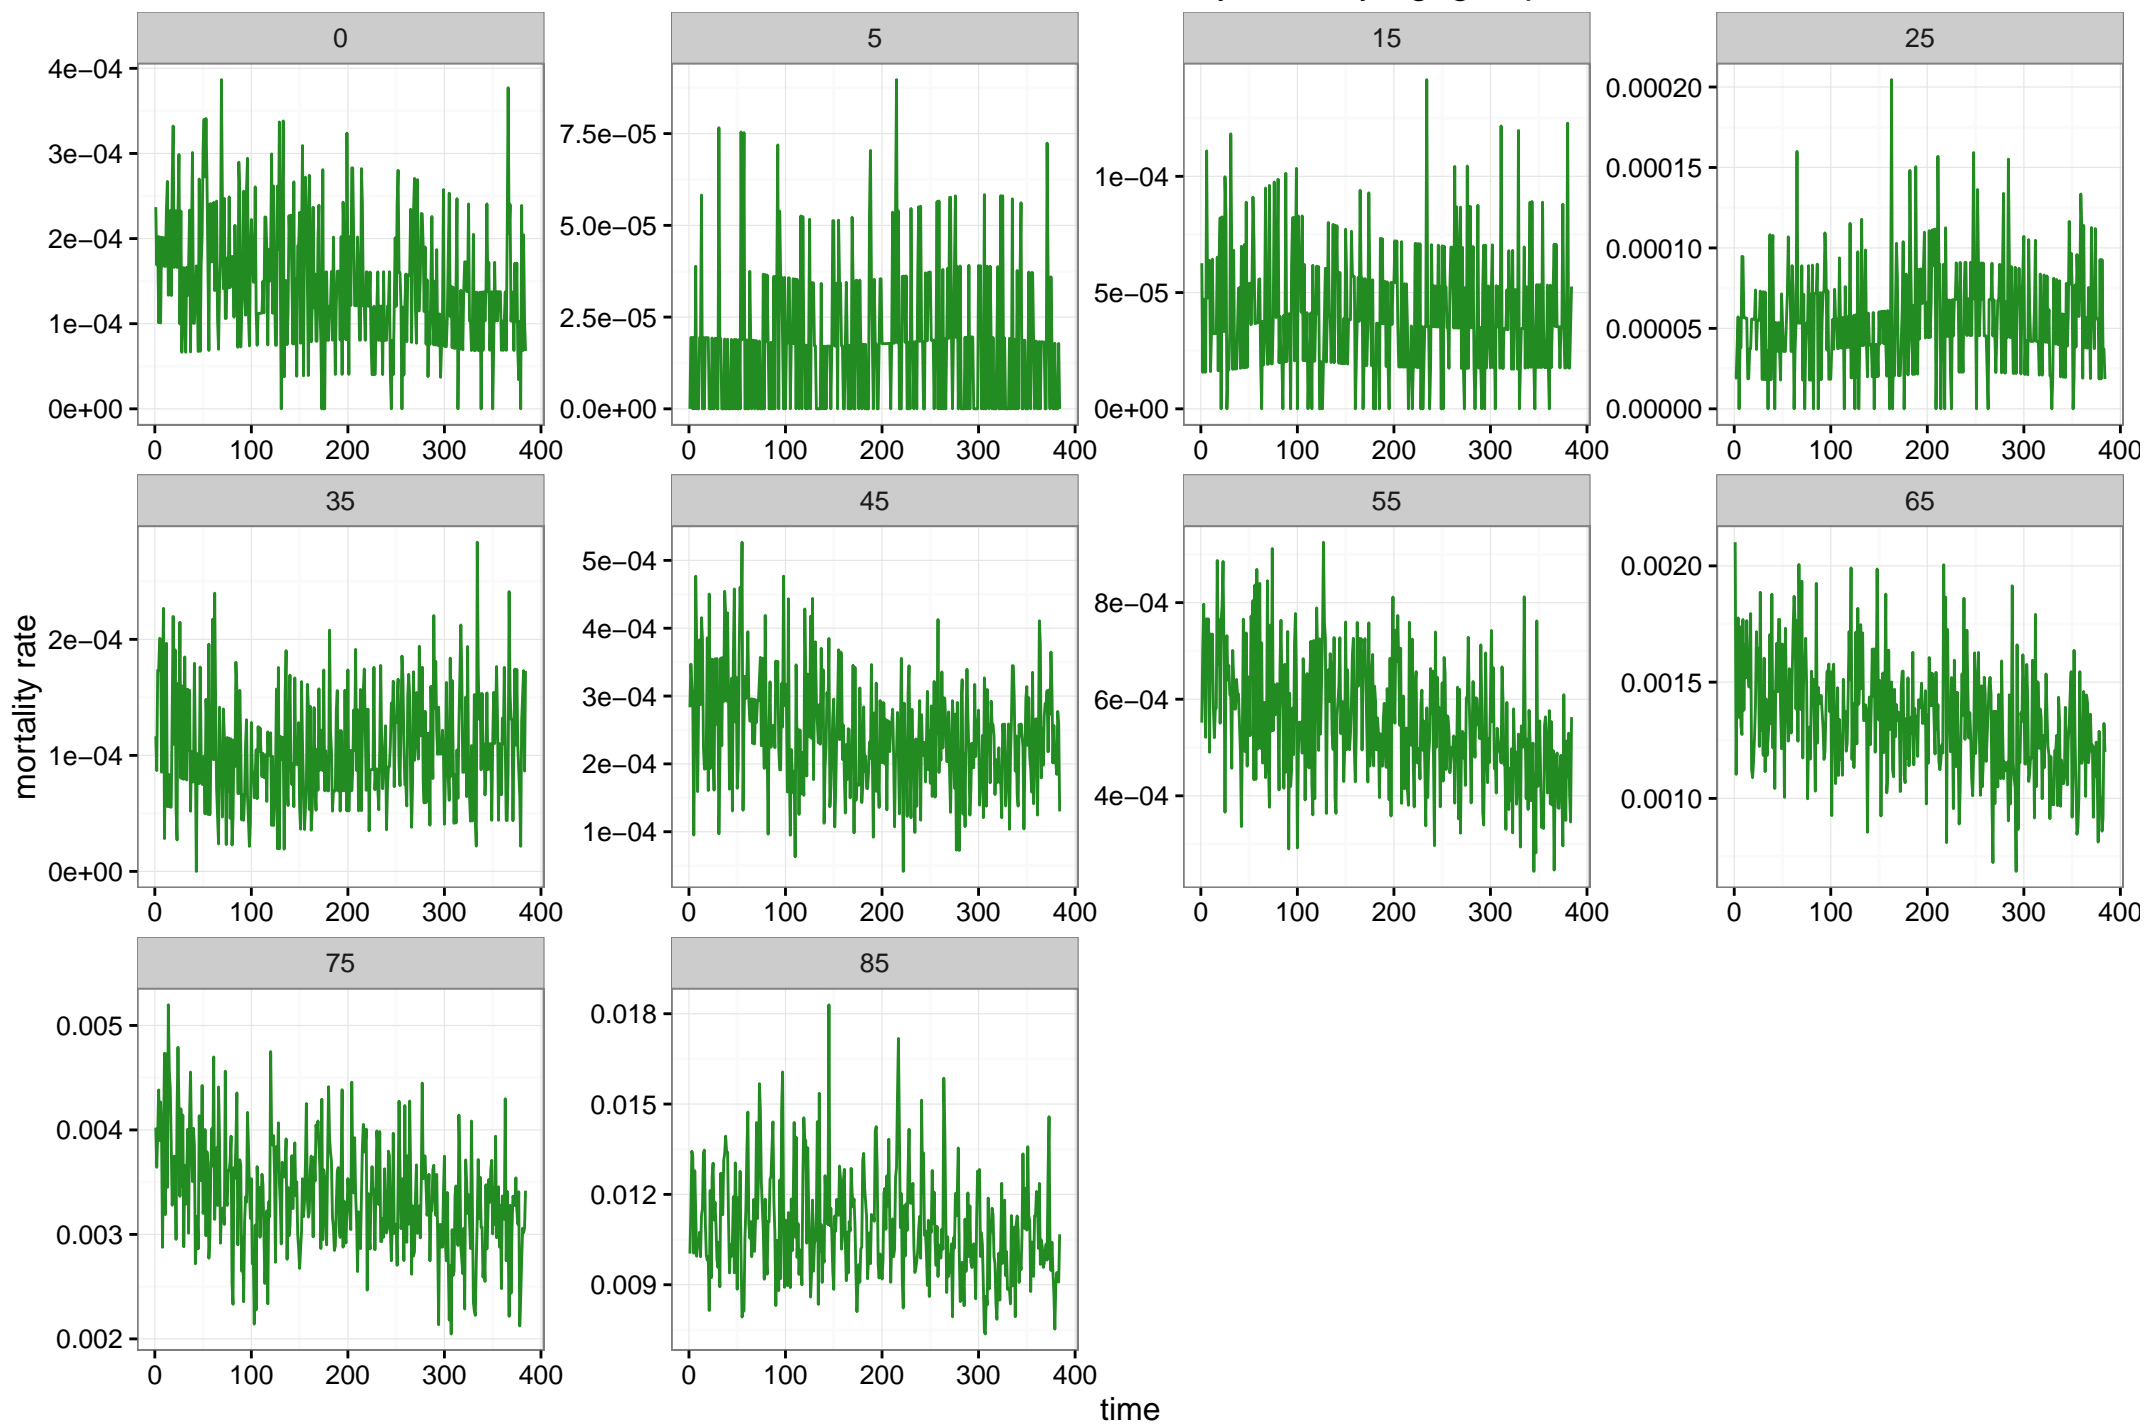 0 5 15 25
4e−04
3e−04
2e−04
1e−04
0e+00
7.5e−05
5.0e−05
2.5e−05
0.0e+00
1e−04
5e−05
0e+00
0.00020
0.00015
0.00010
0.00005
0.00000
0 100 200 300 400 0 100 200 300 400 0 100 200 300 400 0 100 200 300 400
35 45 55 65
mortality rate
2e−04
1e−04
0e+00
5e−04
4e−04
3e−04
2e−04
1e−04
8e−04
6e−04
4e−04
0.0020
0.0015
0.0010
0 100 200 300 400 0 100 200 300 400 0 100 200 300 400 0 100 200 300 400
75 85
0.005
0.004
0.003
0.002
0.018
0.015
0.012
0.009
0 100 200 300 400 0 100 200 300 400
time